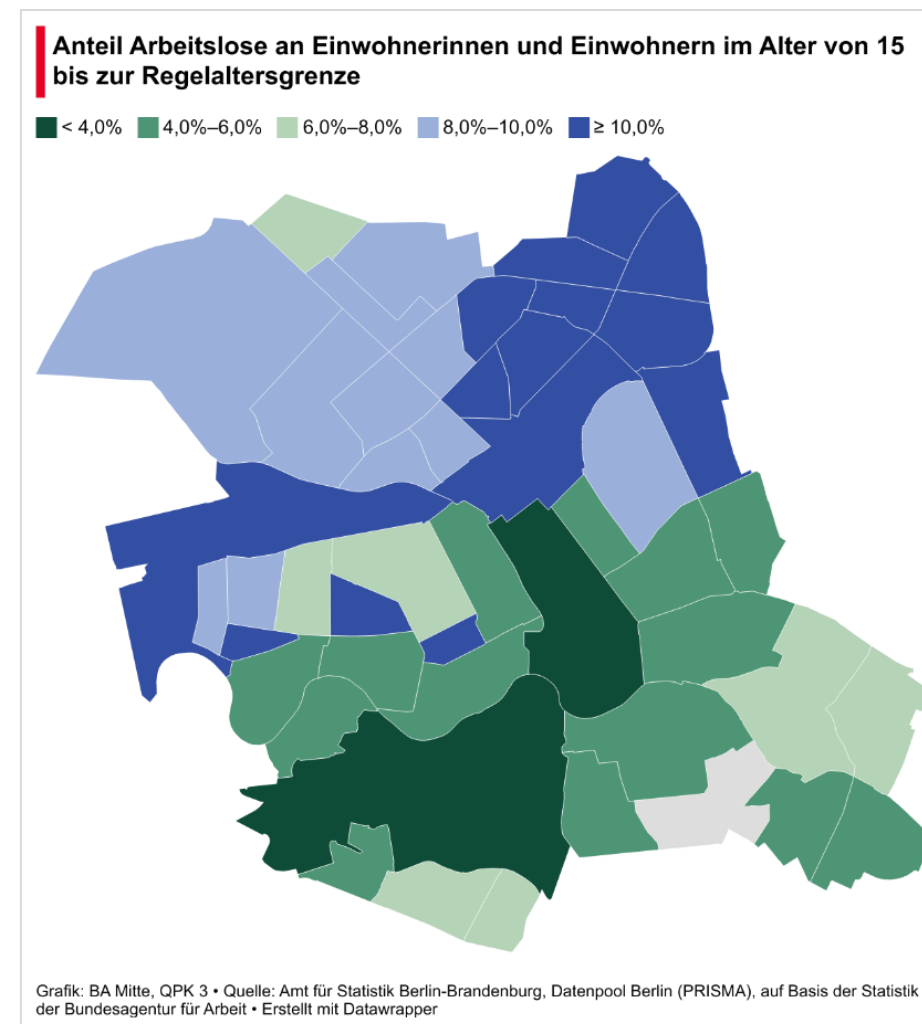 Anteil Arbeitslose an Einwohnerinnen und Einwohnern im Alter von 15
bis zur Regelaltersgrenze
< 4,0% 4,0%–6,0% 6,0%–8,0% 8,0%–10,0% ≥ 10,0%
Grafik: BA Mitte, QPK 3 • Quelle: Amt für Statistik Berlin-Brandenburg, Datenpool Berlin (PRISMA), auf Basis der Statistik
der Bundesagentur für Arbeit • Erstellt mit Datawrapper